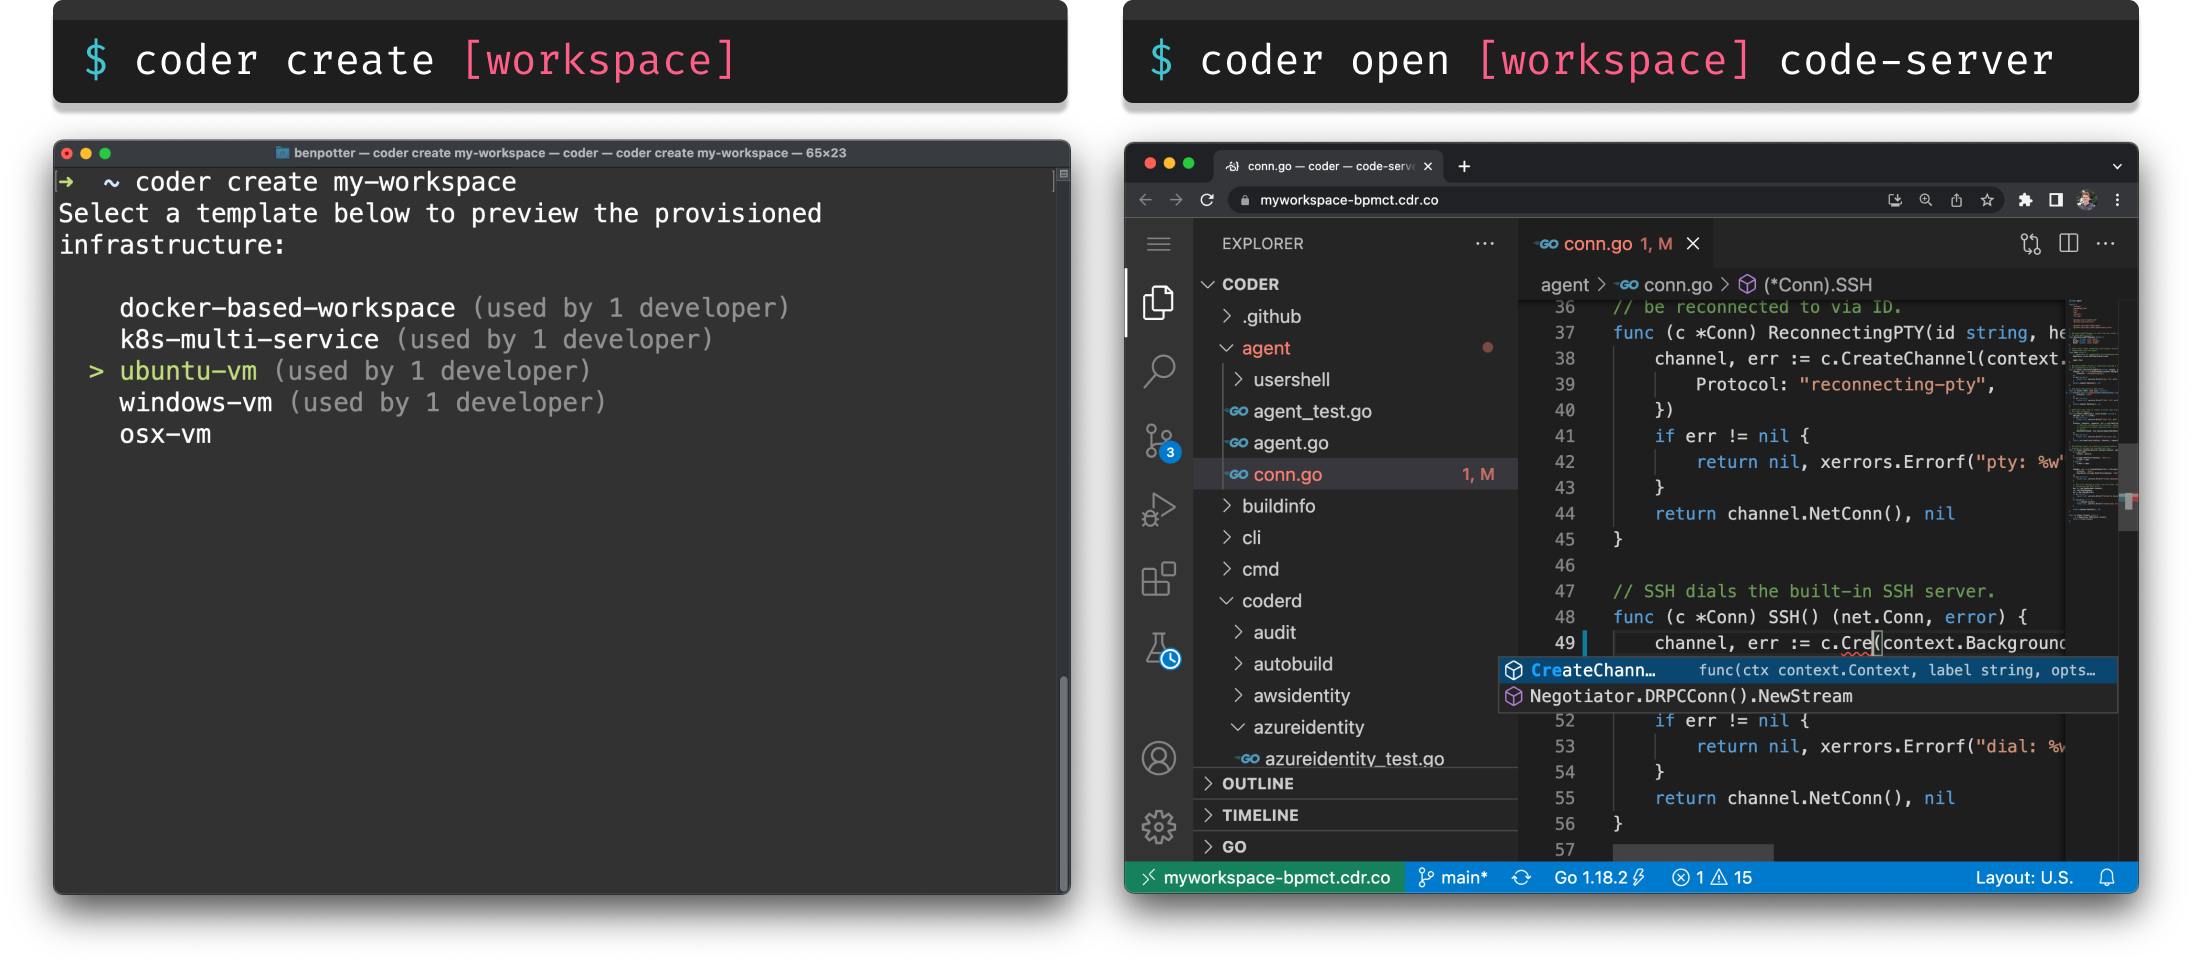 $ coder create [workspace]
$ coder open [workspace] code-server
benpotter — coder create my-workspace — coder — coder create my-workspace — 65×23
➜ ~ coder create my-workspace
Select a template below to preview the provisioned
infrastructure:
docker-based-workspace (used by 1 developer)
k8s-multi-service (used by 1 developer)
> ubuntu-vm (used by 1 developer)
windows-vm (used by 1 developer)
osx-vm
conn.go — coder — code-serv
myworkspace-bpmct.cdr.co
EXPLORER
CODER
.github
agent
usershell
GO agent_test.go
GO agent.go
GO conn.go 1, M
buildinfo
cli
cmd
coderd
audit
autobuild
awsidentity
azureidentity
GO azureidentity_test.go
OUTLINE
TIMELINE
GO
3
GO conn.go 1, M
agent > GO conn.go > (*Conn).SSH
36 // be reconnected to via ID.
37 func (c *Conn) ReconnectingPTY(id string, he
38 channel, err := c.CreateChannel(context.
39 Protocol: "reconnecting-pty",
40 })
41 if err != nil {
42 return nil, xerrors.Errorf("pty: %w"
43 }
44 return channel.NetConn(), nil
45 }
46
47 // SSH dials the built-in SSH server.
48 func (c *Conn) SSH() (net.Conn, error) {
49 channel, err := c.Cre(context.Background
CreateChann… func(ctx context.Context, label string, opts…
Negotiator.DRPCConn().NewStream
52 if err != nil {
53 return nil, xerrors.Errorf("dial: %w
54 }
55 return channel.NetConn(), nil
56 }
57
myworkspace-bpmct.cdr.co main* Go 1.18.2 1 15 Layout: U.S.